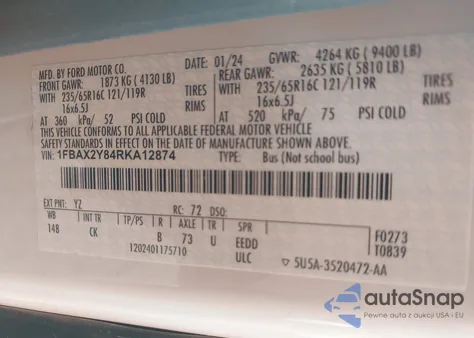 MFD. BY FORD MOTOR CO.
DATE: 01/24 GVWR: 4264 KG (9400 LB)
FRONT GAWR: 1873 KG (4130 LB) REAR GAWR: 2635 KG (5810 LB)
WITH 235/65R16C 121/119R TIRES WITH 235/65R16C 121/119R TIRES
16x6.5J RIMS 16x6.5J RIMS
AT 360 kPa/ 52 PSI COLD AT 520 kPa/ 75 PSI COLD
THIS VEHICLE CONFORMS TO ALL APPLICABLE FEDERAL MOTOR VEHICLE
SAFETY STANDARDS IN EFFECT ON THE DATE OF MANUFACTURE SHOWN ABOVE.
VIN: 1FBAX2Y84RKA12874 TYPE: Bus (Not school bus)
EXT PNT: YZ RC: 72 DSO:
WB INT TR TP/PS R AXLE TR SPR
148 CK B 73 U EEDD
1202401175710 ULC
F0273
T0839
▽ 5U5A-3520472-AA
autoSnap
Pewne auta z aukcji USA i EU